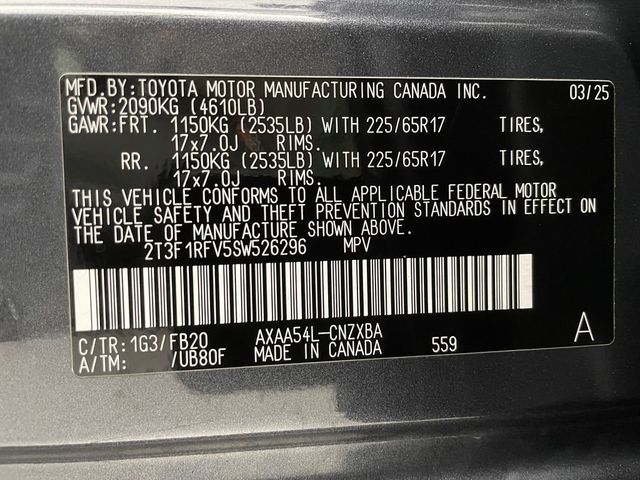 MFD.BY:TOYOTA MOTOR MANUFACTURING CANADA INC. 03/25
GVWR:2090KG (4610LB)
GAWR:FRT. 1150KG (2535LB) WITH 225/65R17 TIRES,
17x7.0J RIMS.
RR. 1150KG (2535LB) WITH 225/65R17 TIRES,
17x7.0J RIMS.
THIS VEHICLE CONFORMS TO ALL APPLICABLE FEDERAL MOTOR
VEHICLE SAFETY AND THEFT PREVENTION STANDARDS IN EFFECT ON
THE DATE OF MANUFACTURE SHOWN ABOVE.
2T3F1RFV5SW526296 MPV
C/TR:1G3/FB20 AXAA54L-CNZXBA 559 A
A/TM: /UB80F MADE IN CANADA